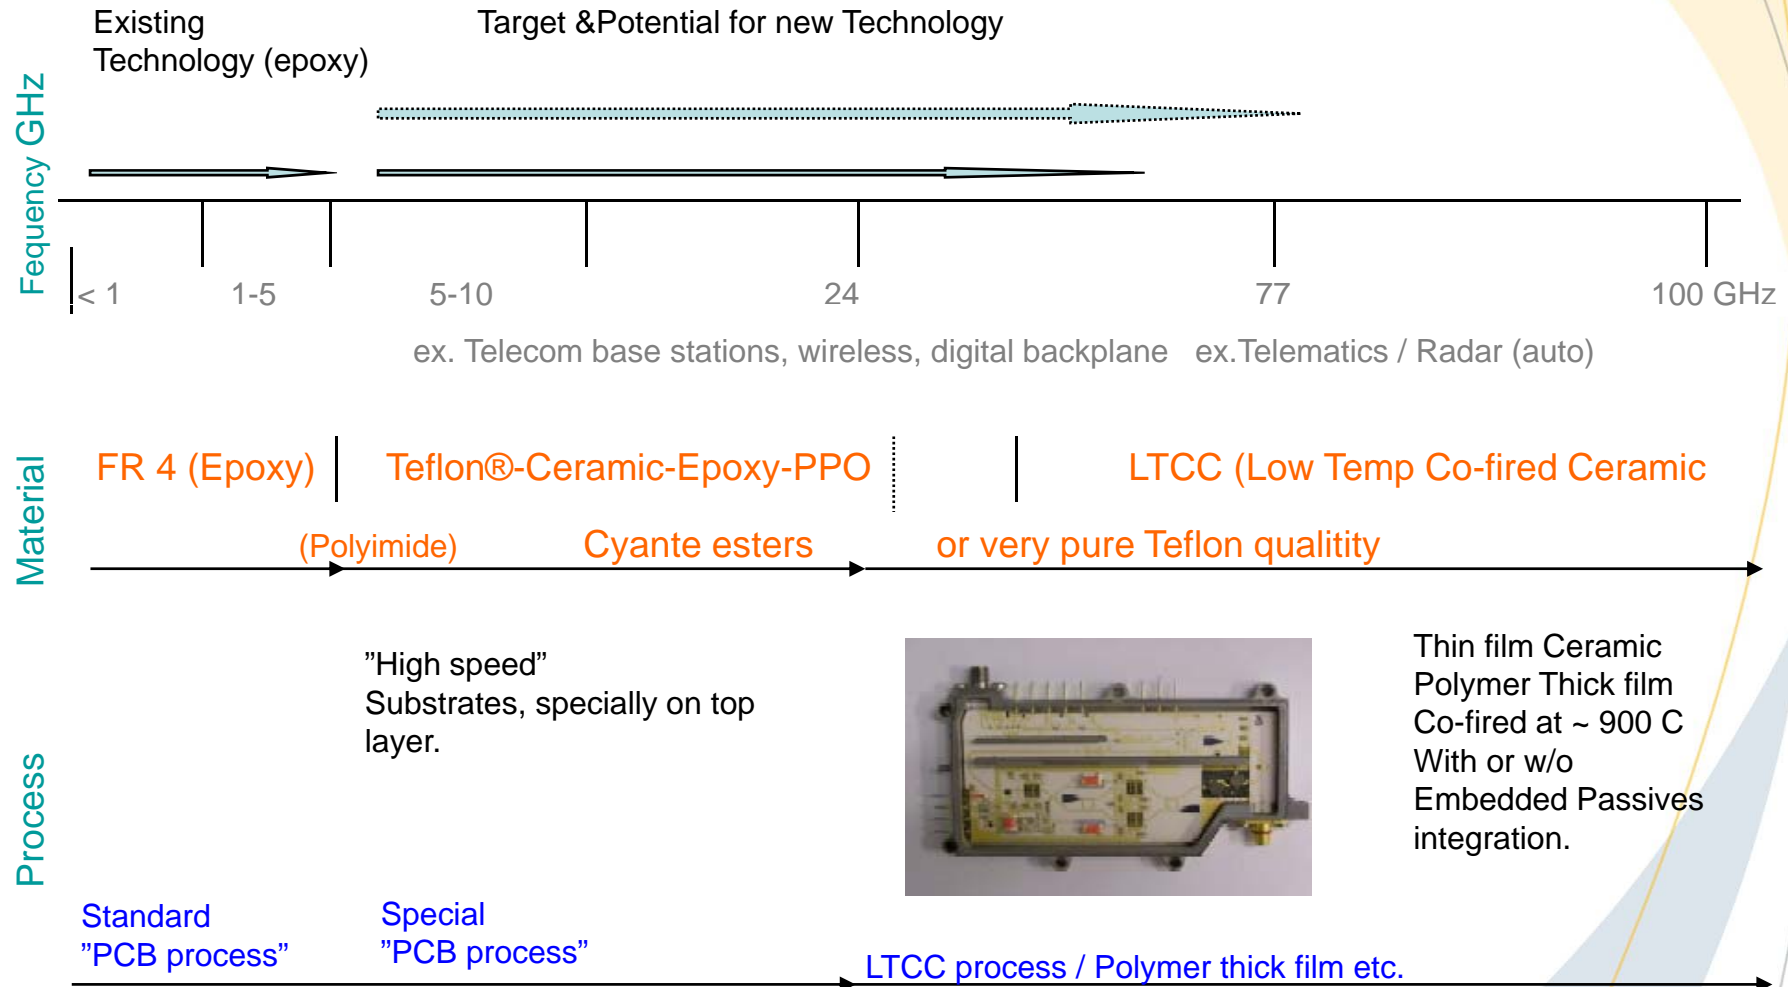 Existing
Technology (epoxy)
Target &Potential for new Technology
Fequency GHz
< 1
1-5
5-10
24
77
100 GHz
ex. Telecom base stations, wireless, digital backplane
ex.Telematics / Radar (auto)
Material
FR 4 (Epoxy)
Teflon®-Ceramic-Epoxy-PPO
LTCC (Low Temp Co-fired Ceramic
(Polyimide)
Cyante esters
or very pure Teflon qualitity
Process
”High speed”
Substrates, specially on top
layer.
Thin film Ceramic
Polymer Thick film
Co-fired at ~ 900 C
With or w/o
Embedded Passives
integration.
Standard
”PCB process”
Special
”PCB process”
LTCC process / Polymer thick film etc.